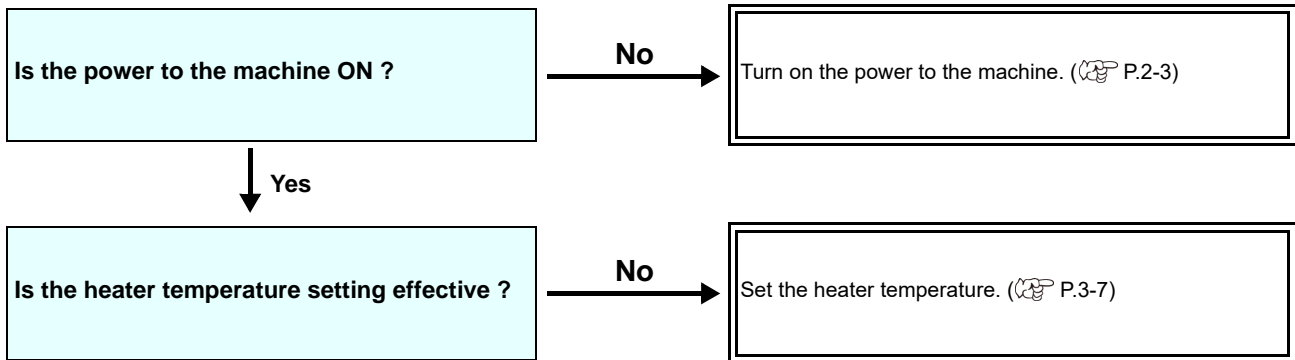 Is the power to the machine ON ?
No
Turn on the power to the machine. ( P.2-3)
Yes
Is the heater temperature setting effective ?
No
Set the heater temperature. ( P.3-7)